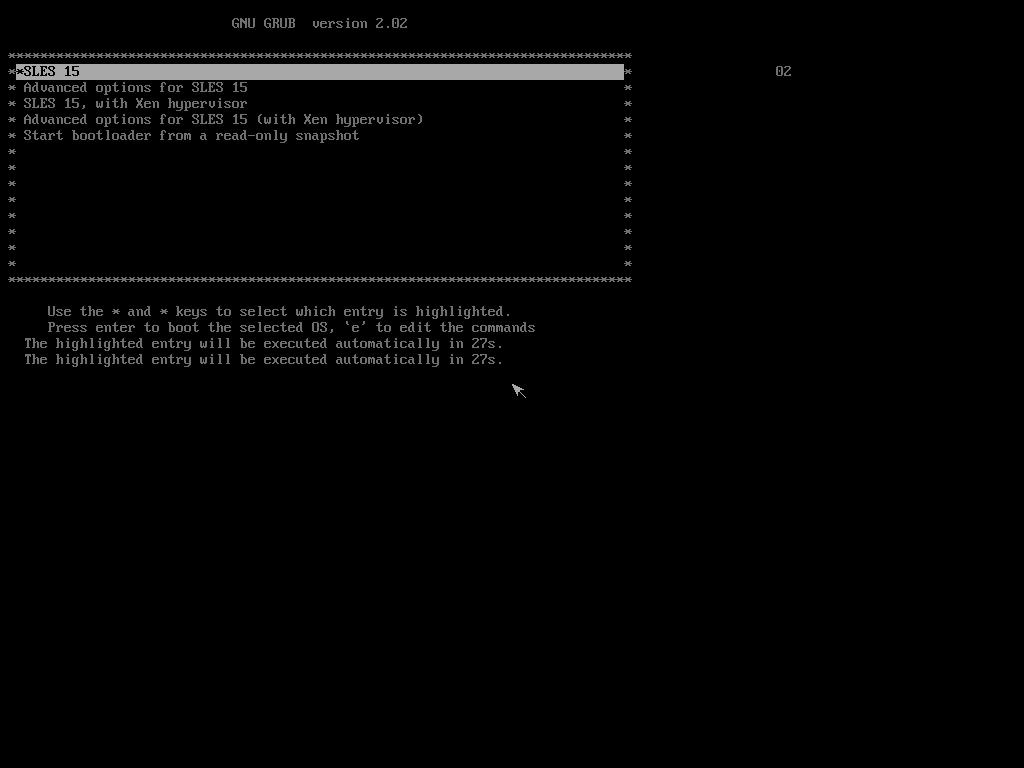 GNU GRUB  version 2.02
*******************************************************************************
**SLES 15 * 02
* Advanced options for SLES 15 *
* SLES 15, with Xen hypervisor *
* Advanced options for SLES 15 (with Xen hypervisor) *
* Start bootloader from a read-only snapshot *
* *
* *
* *
* *
* *
* *
* *
* *
*******************************************************************************
Use the * and * keys to select which entry is highlighted.
Press enter to boot the selected OS, `e' to edit the commands
The highlighted entry will be executed automatically in 27s.
The highlighted entry will be executed automatically in 27s.